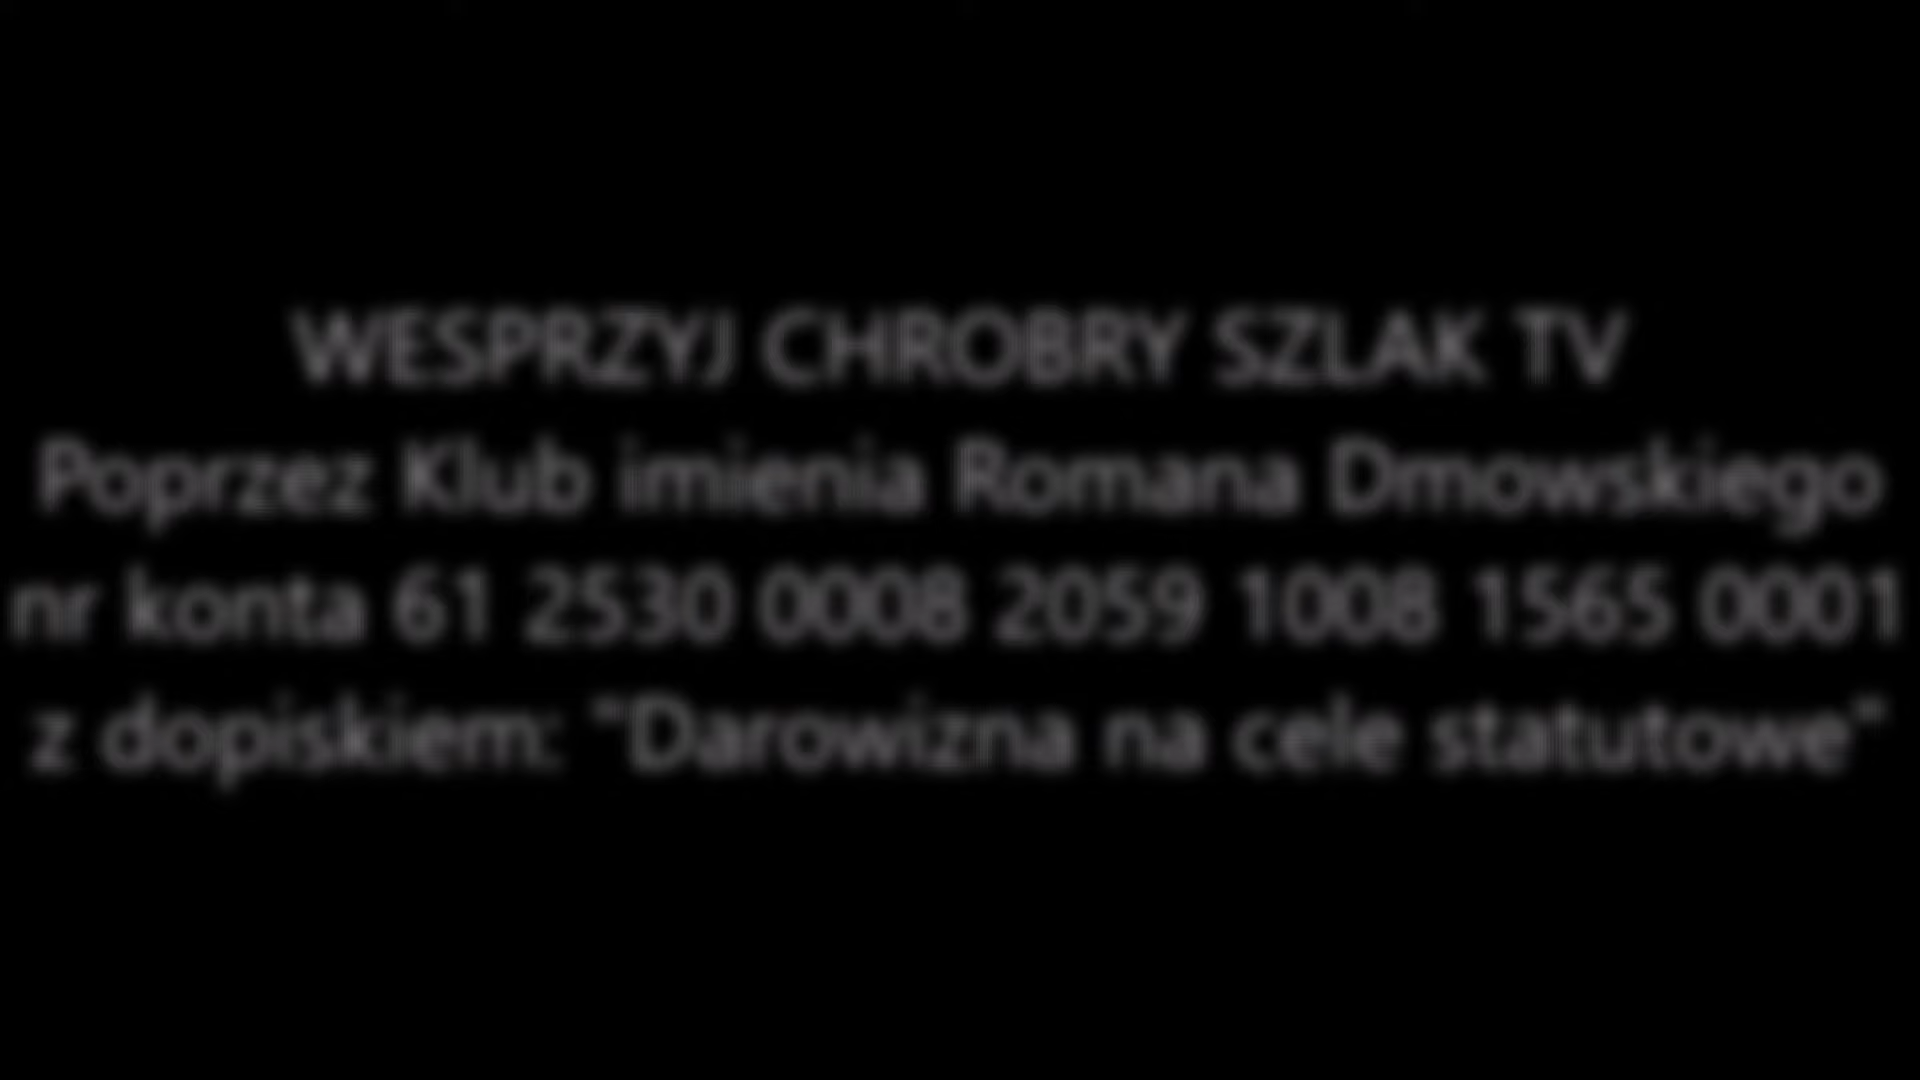 WESPRZYJ CHROBRY SZLAK TV
Poprzez Klub imienia Romana Dmowskiego
nr konta 61 2530 0008 2059 1008 1565 0001
z dopiskiem: "Darowizna na cele statutowe"